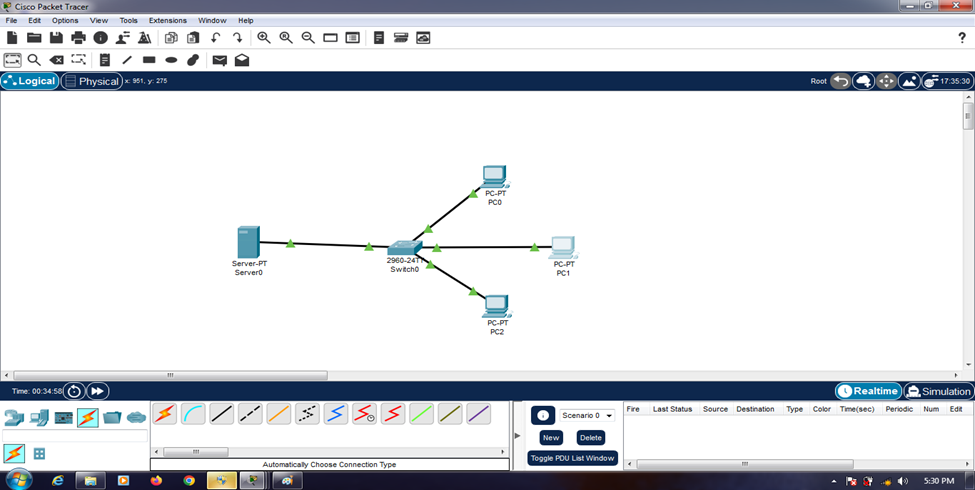 Cisco Packet Tracer
File Edit Options View Tools Extensions Window Help
?
Logical Physical x: 951, y: 275 Root 17:35:30
PC-PT
PC0
Server-PT
Server0
2960-24TT
Switch0
PC-PT
PC1
PC-PT
PC2
Time: 00:34:58 Realtime Simulation
Scenario 0
New Delete
Toggle PDU List Window
Fire Last Status Source Destination Type Color Time(sec) Periodic Num Edit
Automatically Choose Connection Type
5:30 PM